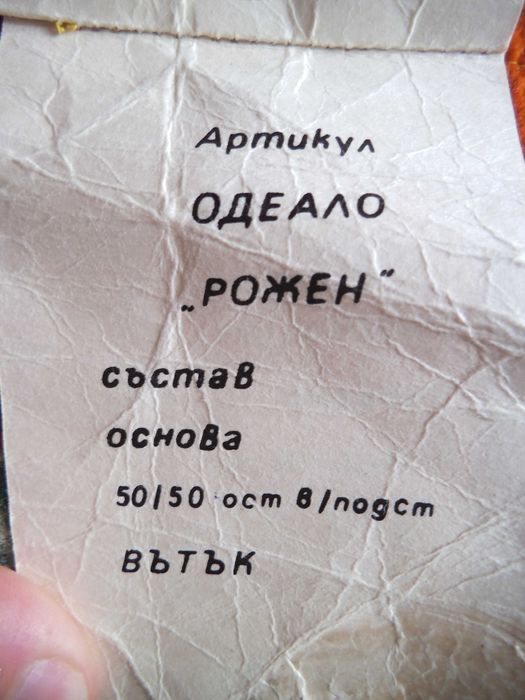 Артикул
ОДЕАЛО
„РОЖЕН"
състав
основа
50/50 ост в/подст
ВЪТЪК